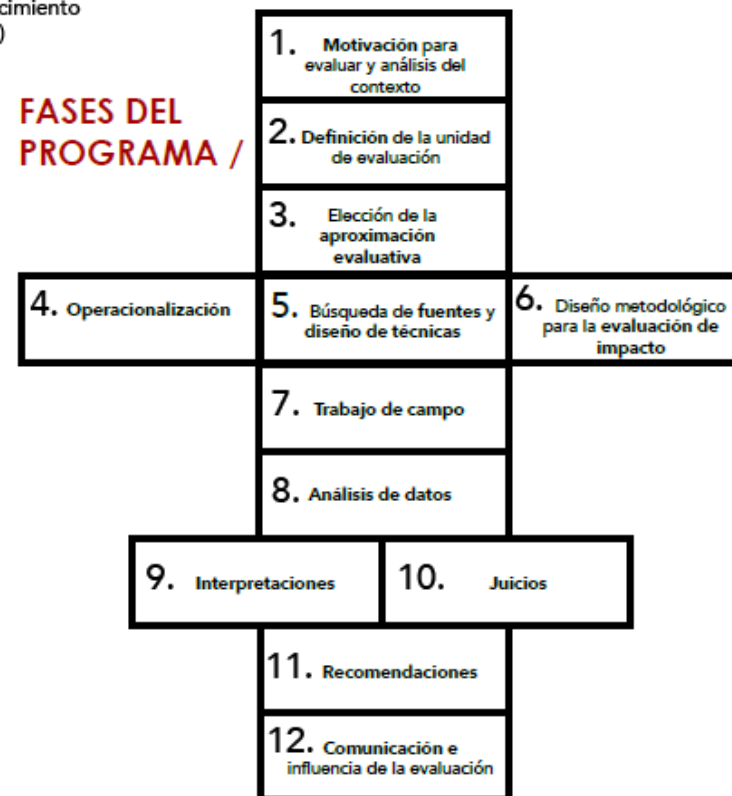 cimiento
)
FASES DEL
PROGRAMA /
1. Motivación para
evaluar y análisis del
contexto
2. Definición de la unidad
de evaluación
3. Elección de la
aproximación
evaluativa
4. Operacionalización
5. Búsqueda de fuentes y
diseño de técnicas
6. Diseño metodológico
para la evaluación de
impacto
7. Trabajo de campo
8. Análisis de datos
9. Interpretaciones
10. Juicios
11. Recomendaciones
12. Comunicación e
influencia de la evaluación